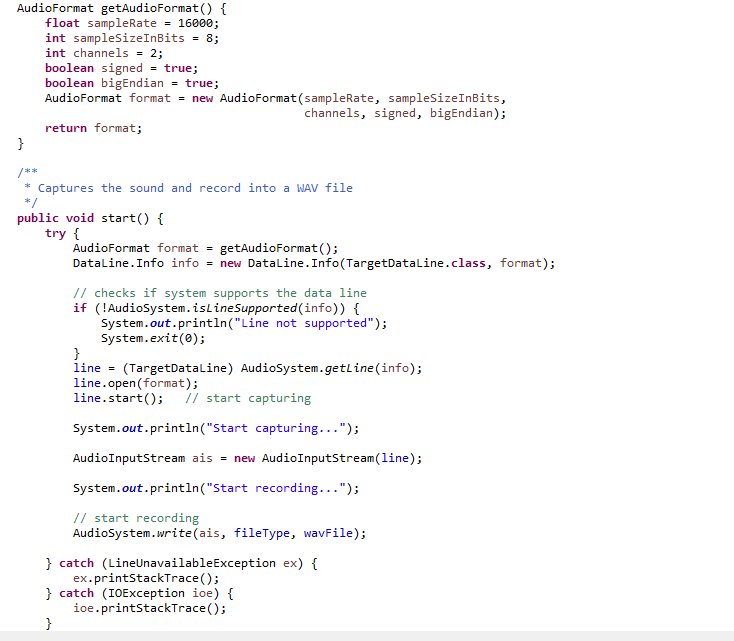 AudioFormat getAudioFormat() {
    float sampleRate = 16000;
    int sampleSizeInBits = 8;
    int channels = 2;
    boolean signed = true;
    boolean bigEndian = true;
    AudioFormat format = new AudioFormat(sampleRate, sampleSizeInBits,
                                         channels, signed, bigEndian);
    return format;
}

/**
 * Captures the sound and record into a WAV file
 */
public void start() {
    try {
        AudioFormat format = getAudioFormat();
        DataLine.Info info = new DataLine.Info(TargetDataLine.class, format);

        // checks if system supports the data line
        if (!AudioSystem.isLineSupported(info)) {
            System.out.println("Line not supported");
            System.exit(0);
        }
        line = (TargetDataLine) AudioSystem.getLine(info);
        line.open(format);
        line.start();   // start capturing

        System.out.println("Start capturing...");

        AudioInputStream ais = new AudioInputStream(line);

        System.out.println("Start recording...");

        // start recording
        AudioSystem.write(ais, fileType, wavFile);

    } catch (LineUnavailableException ex) {
        ex.printStackTrace();
    } catch (IOException ioe) {
        ioe.printStackTrace();
    }